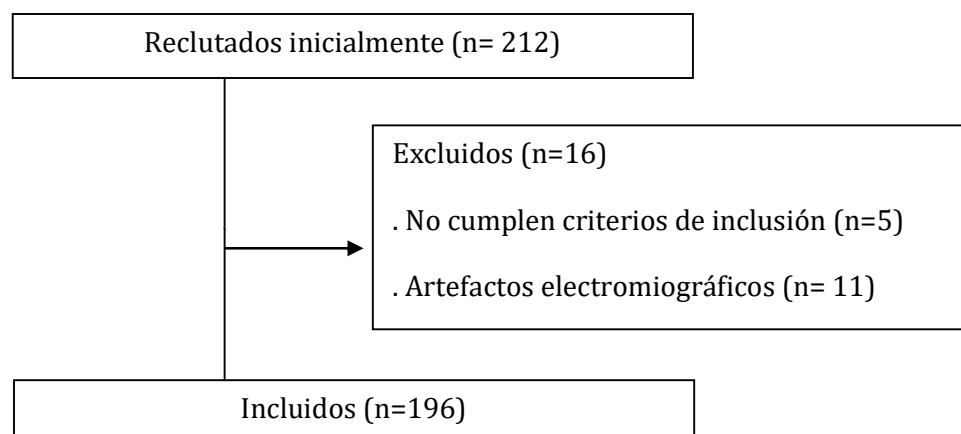 Reclutados inicialmente (n= 212)
Excluidos (n=16)
. No cumplen criterios de inclusión (n=5)
. Artefactos electromiográficos (n= 11)
Incluidos (n=196)